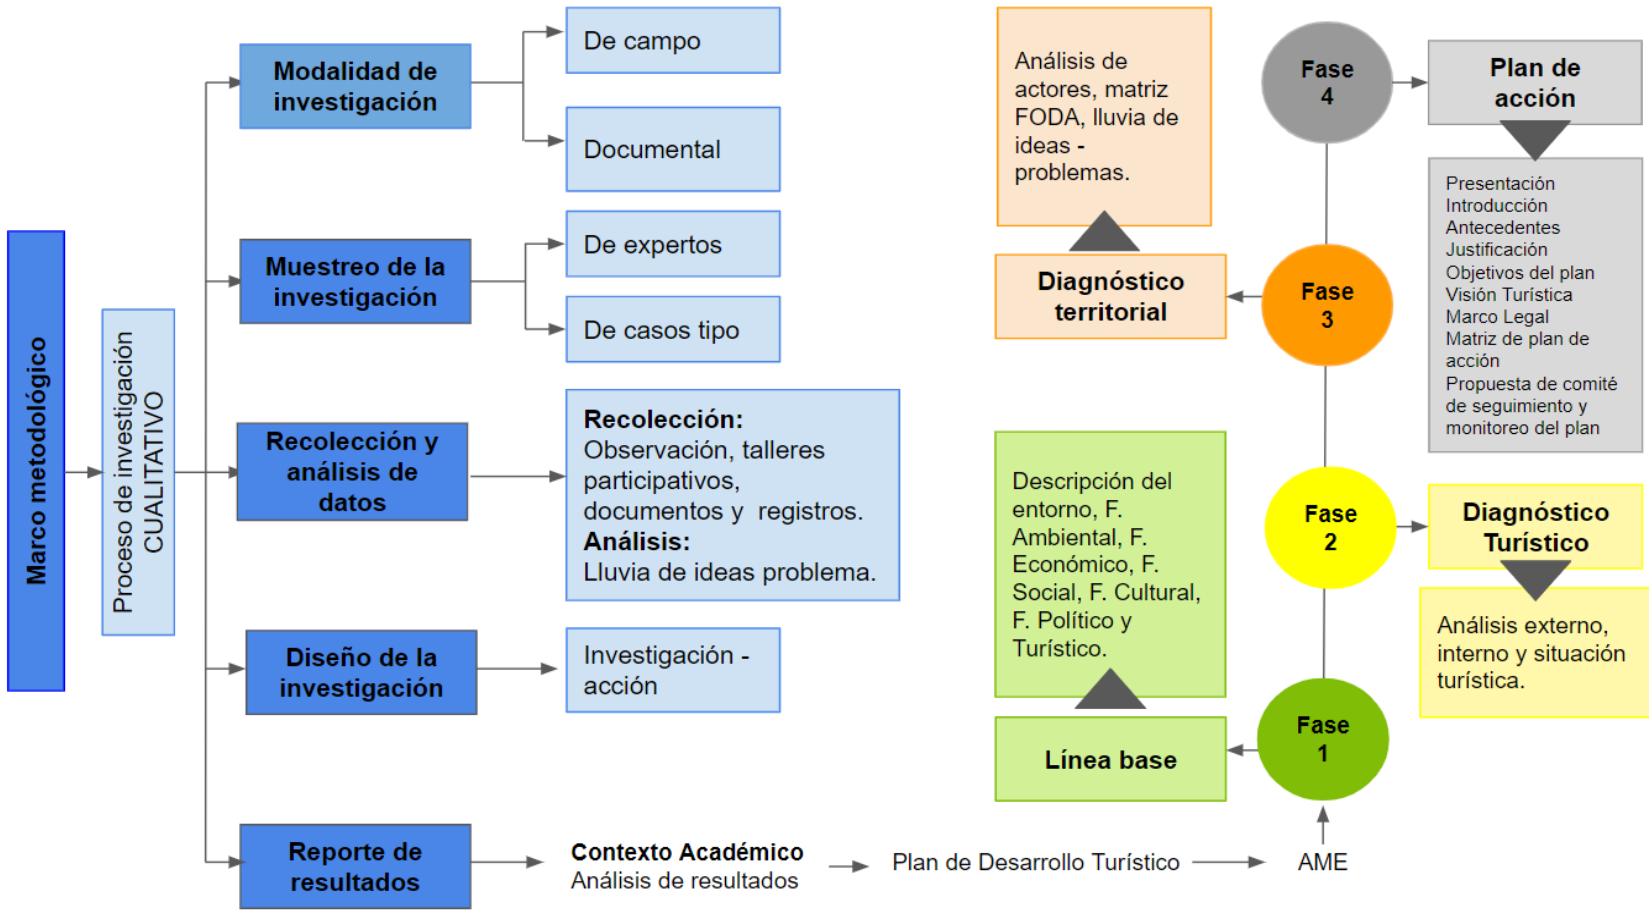 Marco metodológico
Proceso de investigación
CUALITATIVO
Modalidad de
investigación
De campo
Documental
Muestreo de la
investigación
De expertos
De casos tipo
Recolección y
análisis de
datos
Recolección:
Observación, talleres
participativos,
documentos y registros.
Análisis:
Lluvia de ideas problema.
Diseño de la
investigación
Investigación -
acción
Reporte de
resultados
Contexto Académico
Análisis de resultados
Plan de Desarrollo Turístico
AME
Fase
1
Línea base
Descripción del
entorno, F.
Ambiental, F.
Económico, F.
Social, F. Cultural,
F. Político y
Turístico.
Fase
2
Diagnóstico
Turístico
Análisis externo,
interno y situación
turística.
Fase
3
Diagnóstico
territorial
Análisis de
actores, matriz
FODA, lluvia de
ideas -
problemas.
Fase
4
Plan de
acción
Presentación
Introducción
Antecedentes
Justificación
Objetivos del plan
Visión Turística
Marco Legal
Matriz de plan de
acción
Propuesta de comité
de seguimiento y
monitoreo del plan